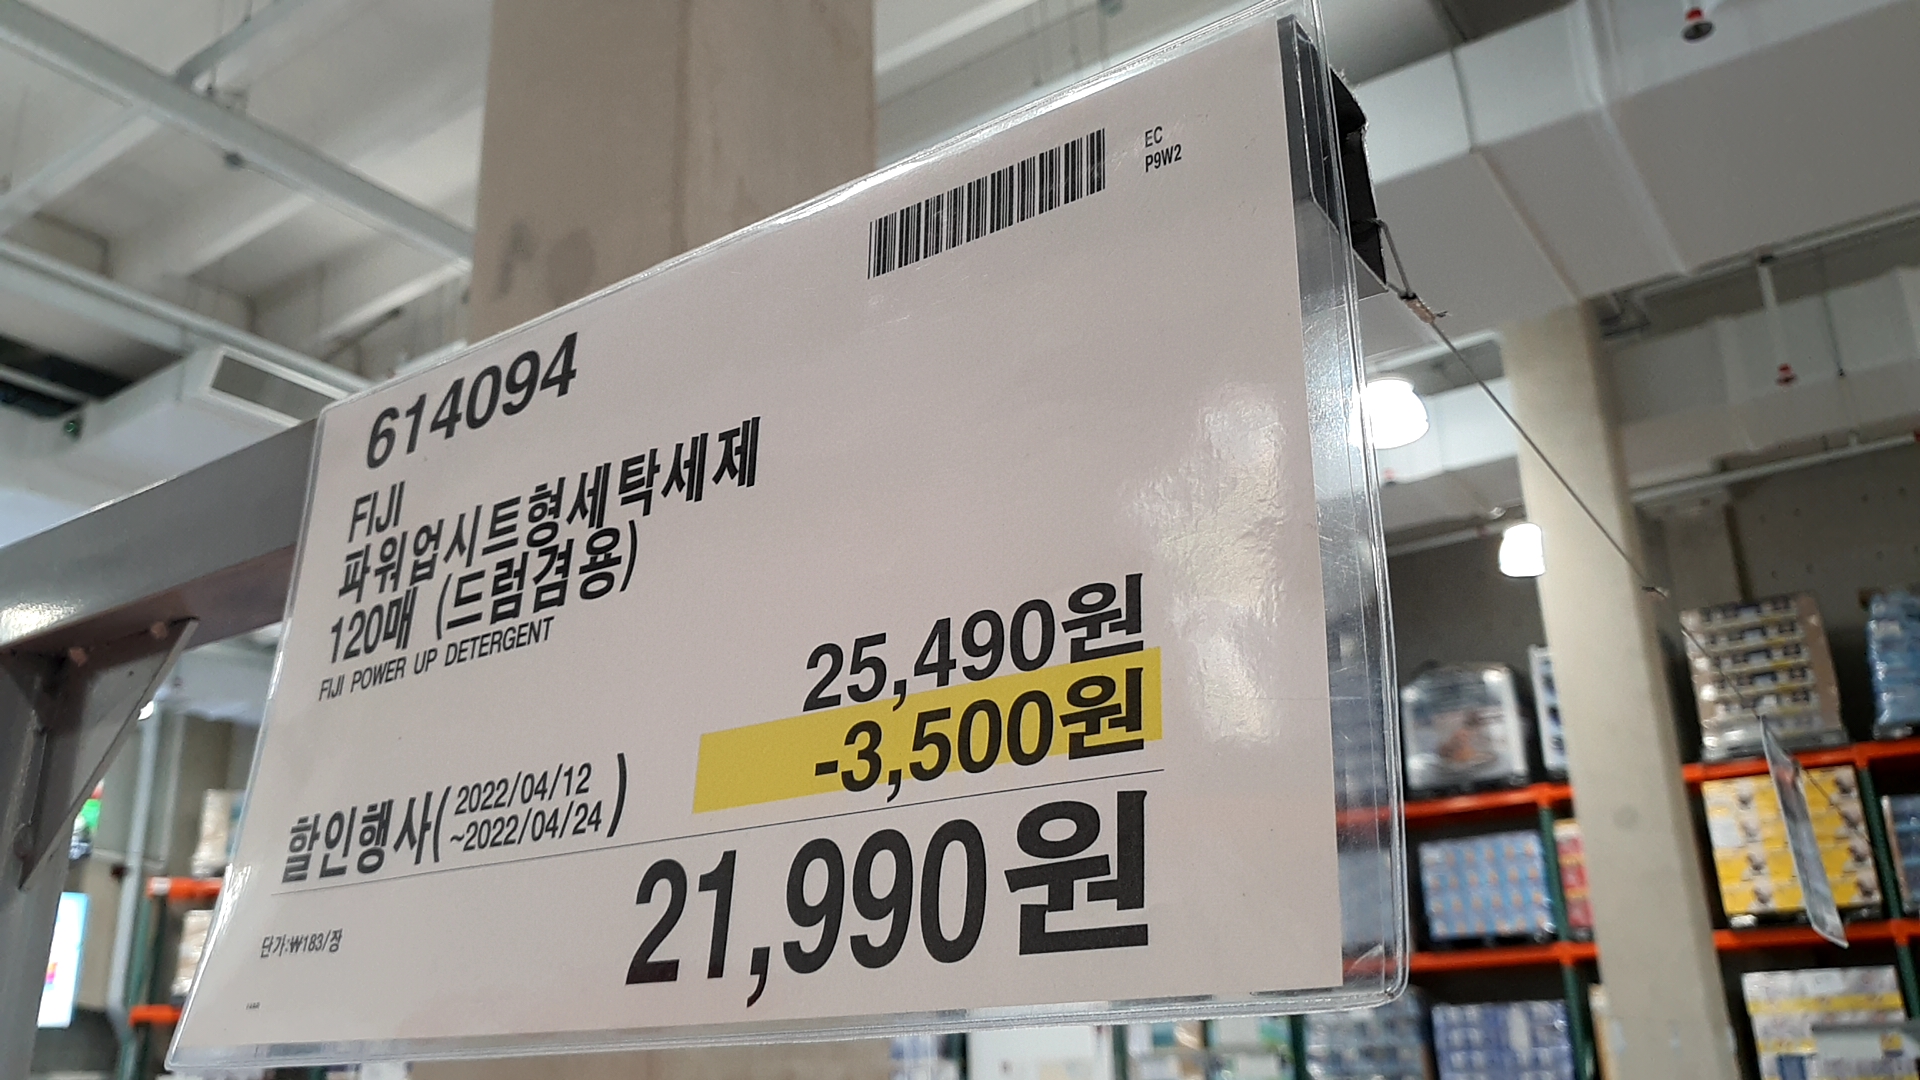 EC
P9W2
614094
FIJI
파워업시트형세탁세제
120매 (드럼겸용)
FIJI POWER UP DETERGENT
25,490원
-3,500원
할인행사(2022/04/12
~2022/04/24)
21,990원
단가:₩183/장